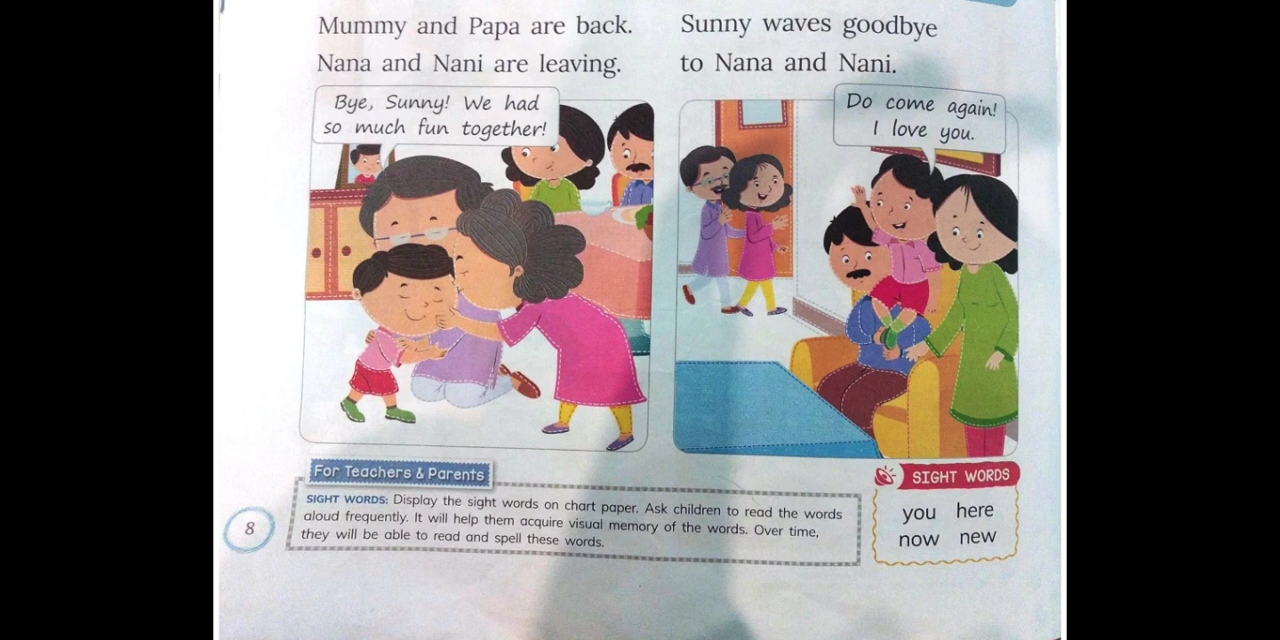 Mummy and Papa are back.
Nana and Nani are leaving.
Bye, Sunny! We had
so much fun together!
Sunny waves goodbye
to Nana and Nani.
Do come again!
I love you.
For Teachers & Parents
SIGHT WORDS: Display the sight words on chart paper. Ask children to read the words
aloud frequently. It will help them acquire visual memory of the words. Over time,
they will be able to read and spell these words.
SIGHT WORDS
you here
now new
8